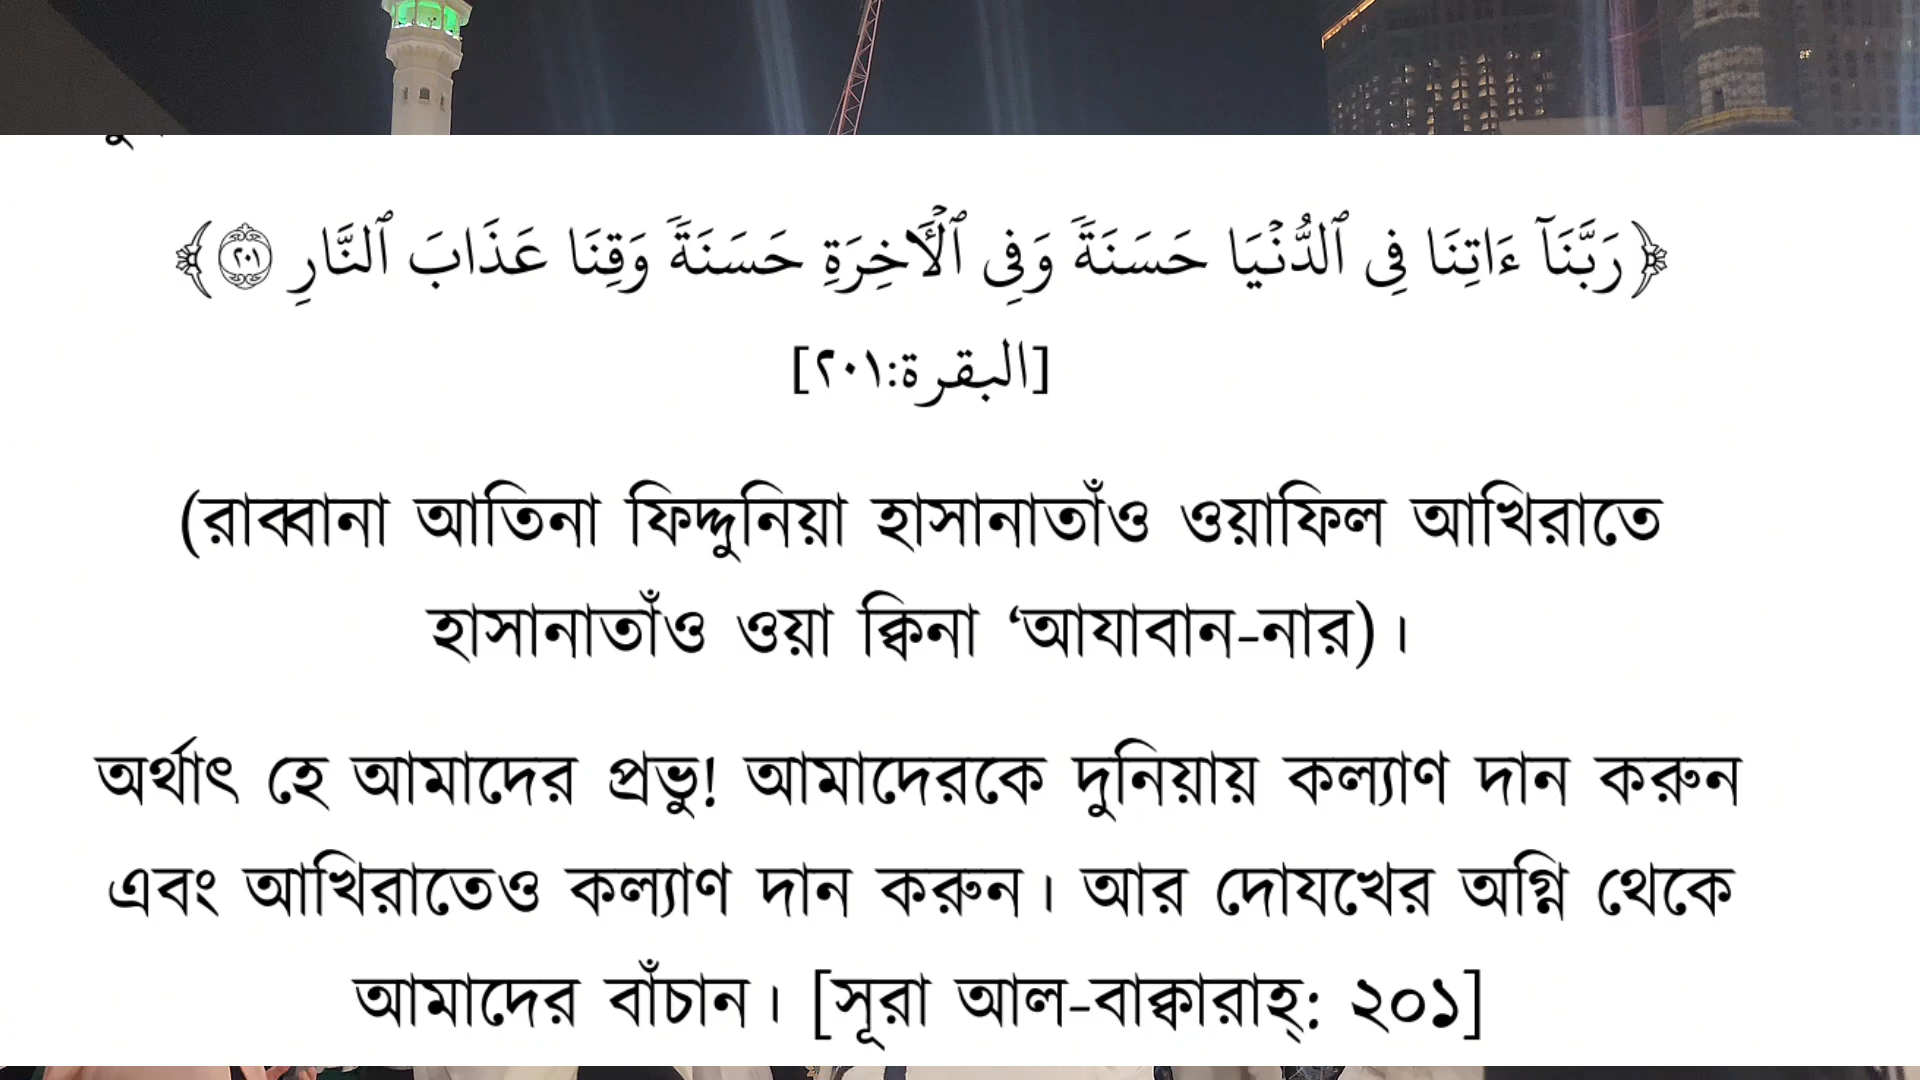 ﴿رَبَّنَآ ءَاتِنَا فِي ٱلدُّنۡيَا حَسَنَةٗ وَفِي ٱلۡأٓخِرَةِ حَسَنَةٗ وَقِنَا عَذَابَ ٱلنَّارِ ٢٠١﴾
[البقرة:٢٠١]
(রাব্বানা আতিনা ফিদ্দুনিয়া হাসানাতাঁও ওয়াফিল আখিরাতে
হাসানাতাঁও ওয়া ক্বিনা ‘আযাবান-নার)।
অর্থাৎ হে আমাদের প্রভু! আমাদেরকে দুনিয়ায় কল্যাণ দান করুন
এবং আখিরাতেও কল্যাণ দান করুন। আর দোযখের অগ্নি থেকে
আমাদের বাঁচান। [সূরা আল-বাক্বারাহ্: ২০১]